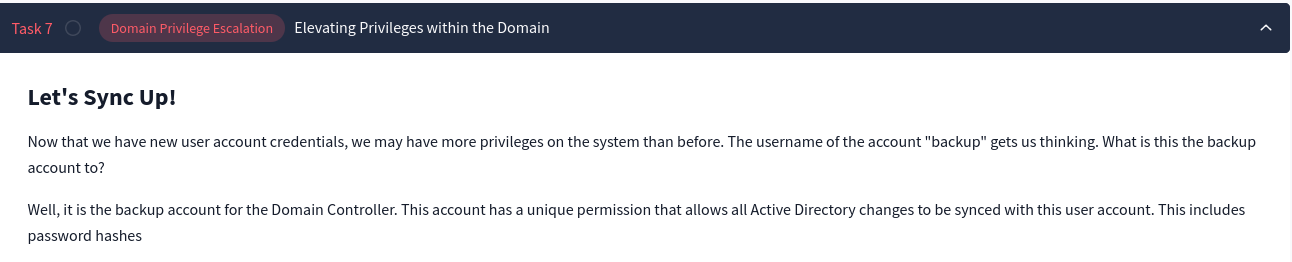 Task 7 Domain Privilege Escalation Elevating Privileges within the Domain
Let's Sync Up!
Now that we have new user account credentials, we may have more privileges on the system than before. The username of the account "backup" gets us thinking. What is this the backup
account to?
Well, it is the backup account for the Domain Controller. This account has a unique permission that allows all Active Directory changes to be synced with this user account. This includes
password hashes